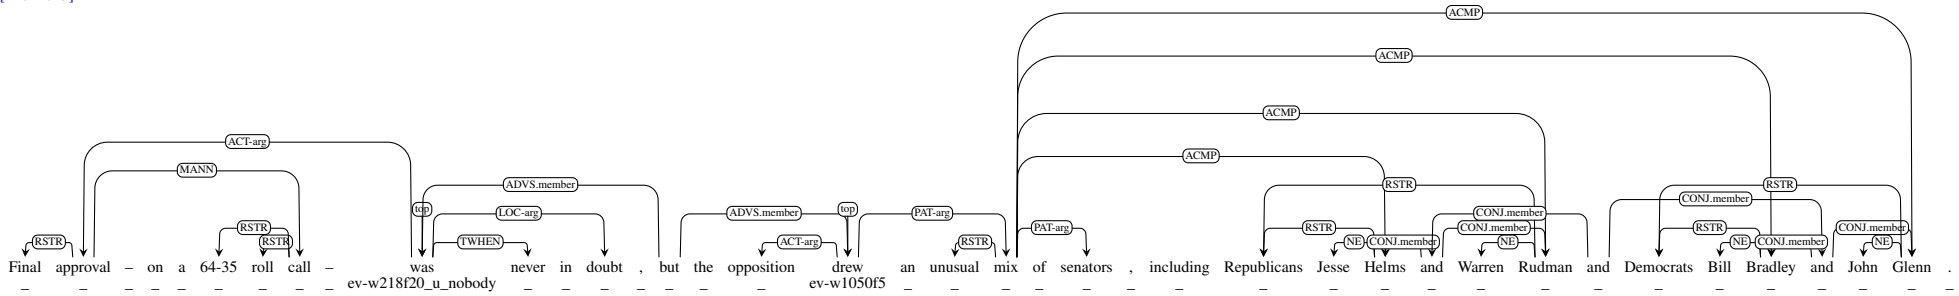 ACMP
ACMP
ACMP
ACT-arg
ACMP
MANN
ADVS.member RSTR RSTR
CONJ.member
top LOC-arg ADVS.member top PAT-arg CONJ.member
RSTR PAT-arg RSTR CONJ.member RSTR CONJ.member
RSTR RSTR TWHEN ACT-arg RSTR NE CONJ.member NE NE CONJ.member NE
Final approval – on a 64-35 roll call – was never in doubt , but the opposition drew an unusual mix of senators , including Republicans Jesse Helms and Warren Rudman and Democrats Bill Bradley and John Glenn .
_ _ _ _ _ _ _ _ _ ev-w218f20_u_nobody _ _ _ _ _ _ _ ev-w1050f5 _ _ _ _ _ _ _ _ _ _ _ _ _ _ _ _ _ _ _ _ _